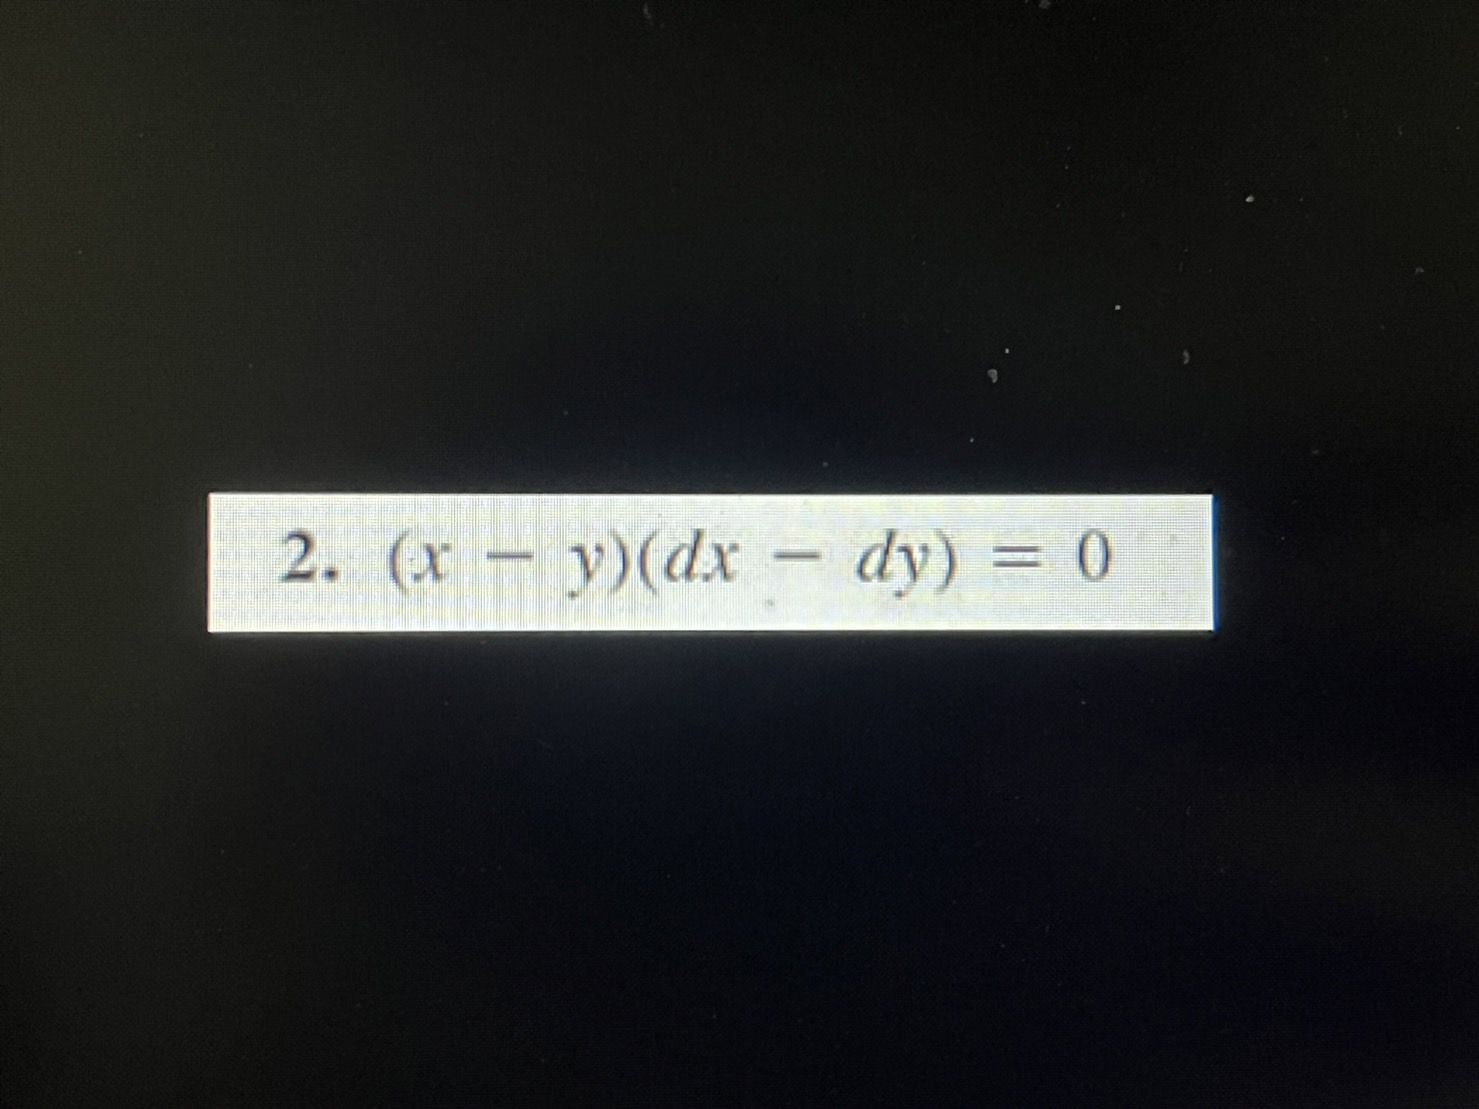 2. (x − y)(dx − dy) = 0